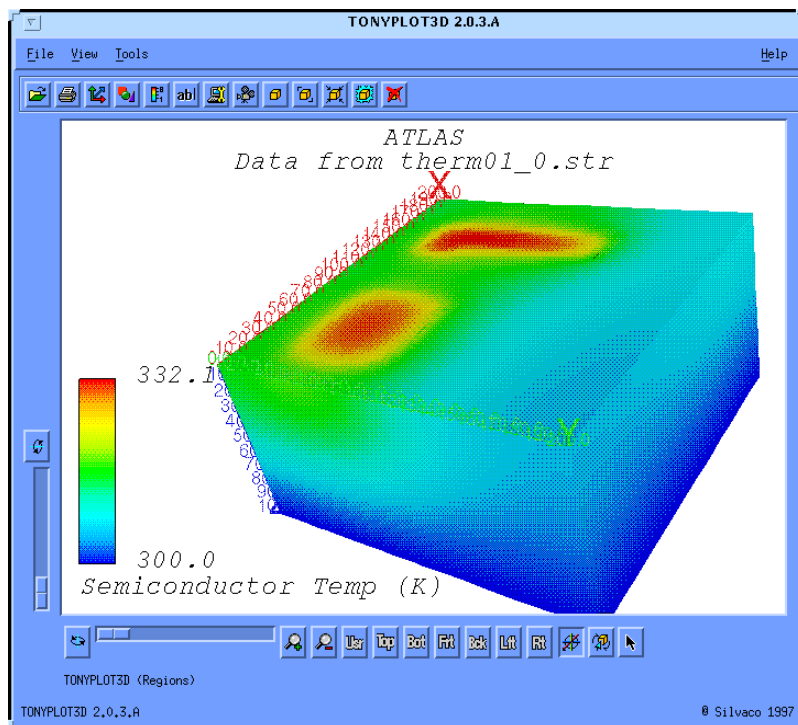 TONYPLOT3D 2.0.3.A
File View Tools Help
abl
ATLAS
Data from therm01_0.str
X
Y
332.1
300.0
Semiconductor Temp (K)
Usr Top Bot Frt Bck Lft Rt
TONYPLOT3D (Regions)
TONYPLOT3D 2.0.3.A © Silvaco 1997